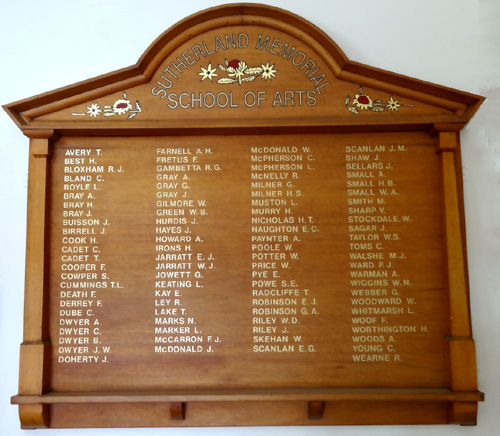 SUTHERLAND MEMORIAL
SCHOOL OF ARTS
AVERY T.
BEST H.
BLOXHAM R.J.
BLAND C.
BOYLE L.
BRAY A.
BRAY H.
BRAY J.
BUISSON J.
BIRRELL J.
COOK H.
CADET C.
CADET T.
COOPER F.
COWPER S.
CUMMINGS T.L.
DEATH F.
DERREY F.
DUBE C.
DWYER A.
DWYER C.
DWYER B.
DWYER J.W.
DOHERTY J.
FARNELL A.H.
FRETUS F.
GAMBETTA R.G.
GRAY A.
GRAY G.
GRAY J.
GILMORE W.
GREEN W.B.
HURDIS J.
HAYES J.
HOWARD A.
IRONS H.
JARRATT E.J.
JARRATT W.J.
JOWETT G.
KEATING L.
KAY E.
LEY R.
LAKE T.
MARKS N.
MARKER L.
McCARRON F.J.
McDONALD J.
McDONALD W.
McPHERSON C.
McPHERSON G.
McNELLY R.
MILNER G.
MILNER H.S.
MUSTON L.
MURRY H.
NICHOLAS H.T.
NAUGHTON E.C.
PAYNTER A.
POOLE W.
POTTER W.
PRICE W.
PYE E.
POWE S.E.
RADCLIFFE T.
ROBINSON E.J.
ROBINSON G.A.
RILEY W.D.
RILEY J.
SKEHAN W.
SCANLAN E.G.
SCANLAN J.M.
SHAW J.
SELLARS J.
SMALL A.
SMALL H.B.
SMALL W.A.
SMITH M.
SHARP V.
STOCKDALE W.
SAGAR J.
TAYLOR W.S.
TOMS C.
WALSHE M.J.
WARD P.J.
WARMAN A.
WIGGINS W.N.
WEBBER G.
WOODWARD W.
WHITMARSH L.
WOOF F.
WORTHINGTON H.
WOODS A.
YOUNG C.
WEARNE R.